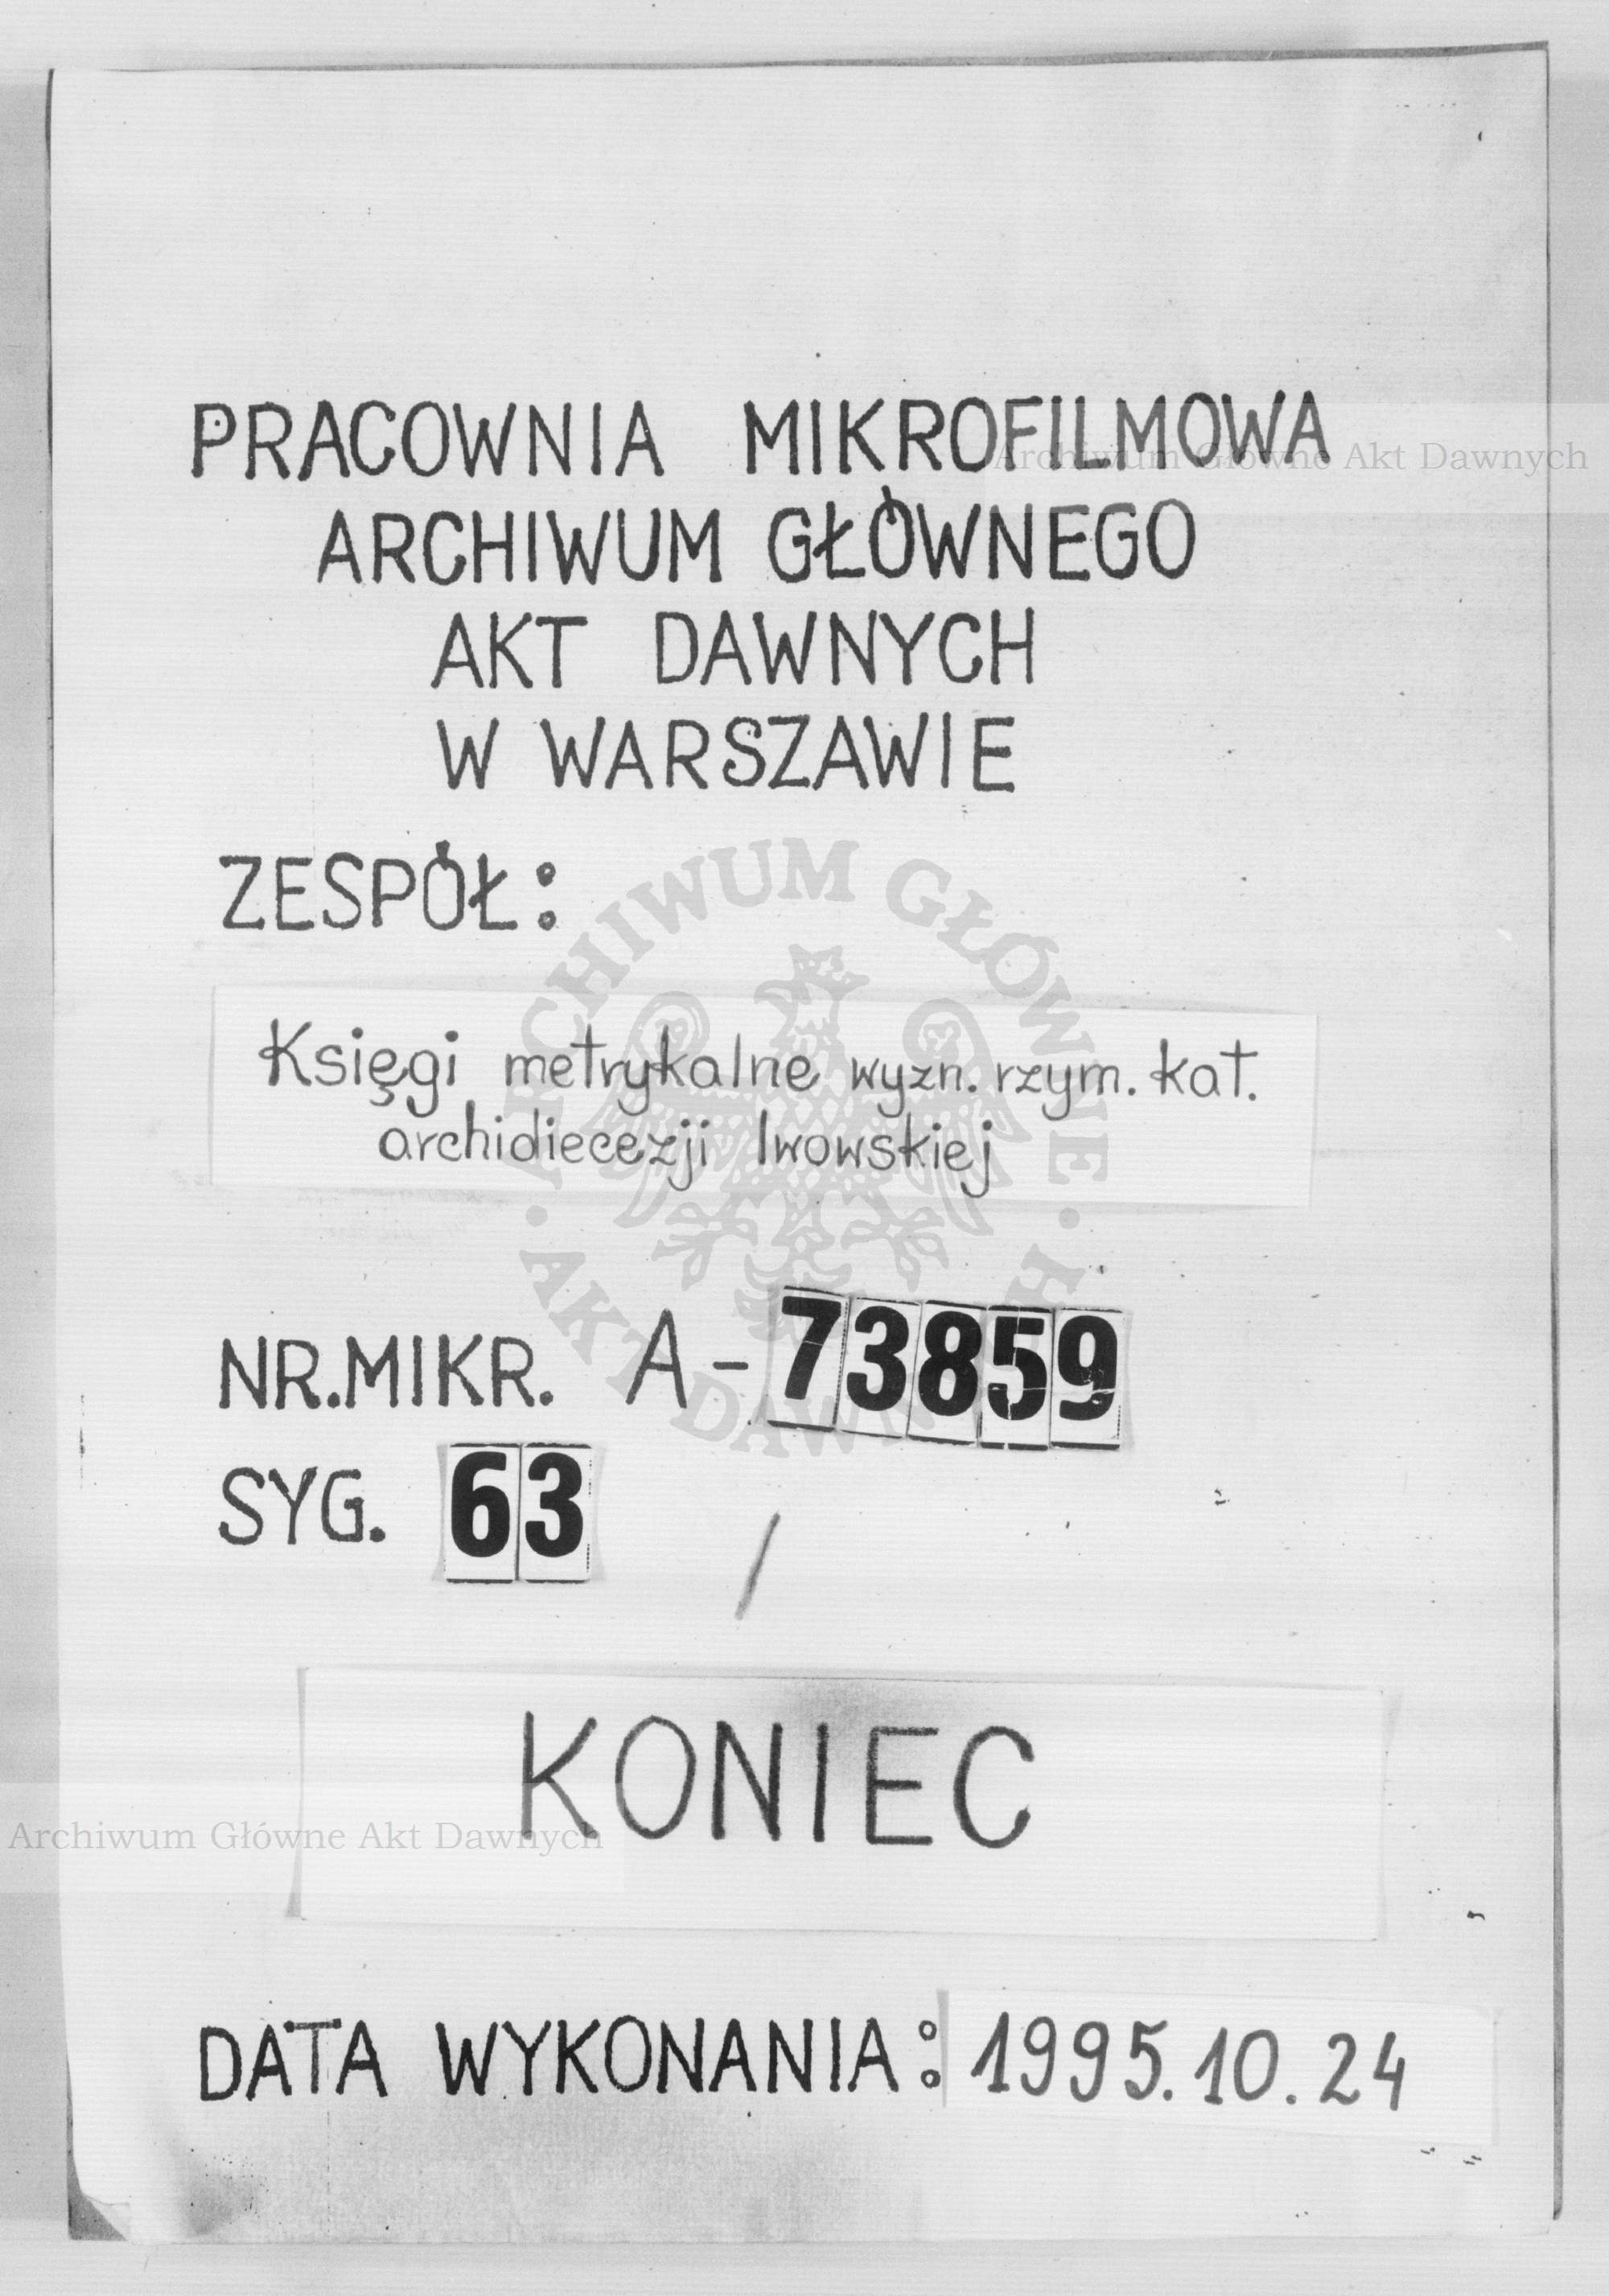 PRACOWNIA MIKROFILMOWA
Archiwum Główne Akt Dawnych
ARCHIWUM GŁÓWNEGO
AKT DAWNYCH
W WARSZAWIE
ZESPÓŁ:
ARCHIWUM GŁÓWNE · AKT DAWNYCH ·
Księgi metrykalne wyzn. rzym. kat.
archidiecezji lwowskiej
NR. MIKR. A-73859
SYG. 63 /
KONIEC
Archiwum Główne Akt Dawnych
DATA WYKONANIA: 1995.10.24